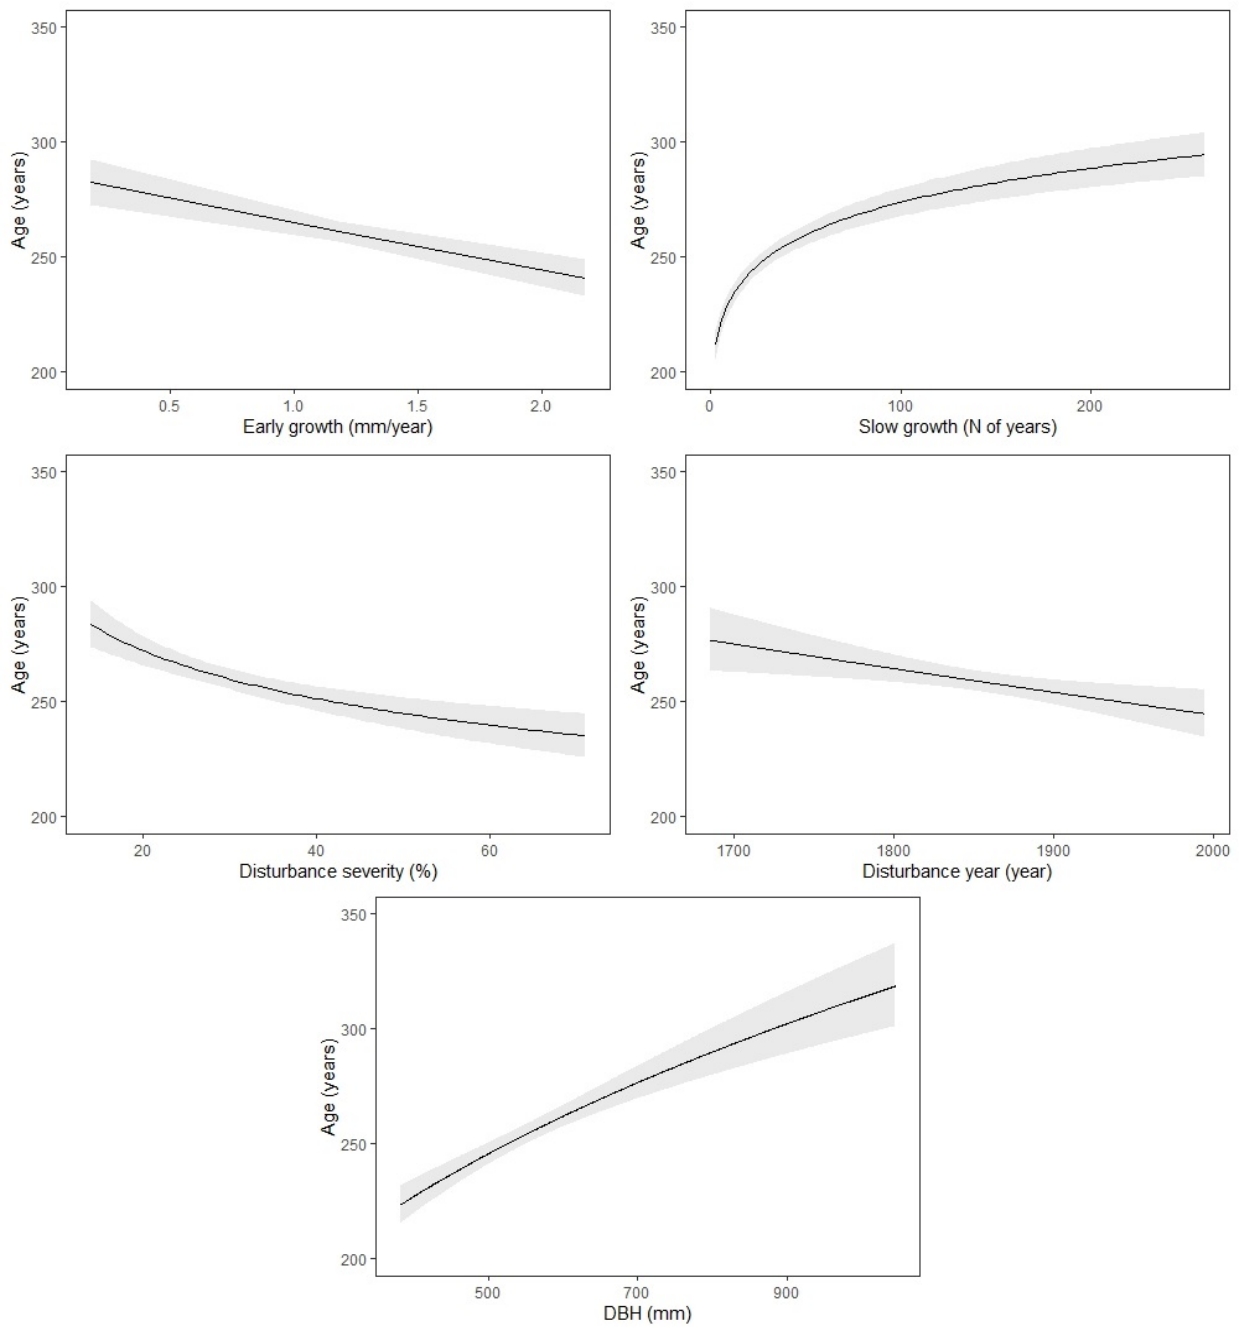 350
300
250
200
Age (years)
0.5 1.0 1.5 2.0
Early growth (mm/year)
350
300
250
200
Age (years)
0 100 200
Slow growth (N of years)
350
300
250
200
Age (years)
20 40 60
Disturbance severity (%)
350
300
250
200
Age (years)
1700 1800 1900 2000
Disturbance year (year)
350
300
250
200
Age (years)
500 700 900
DBH (mm)